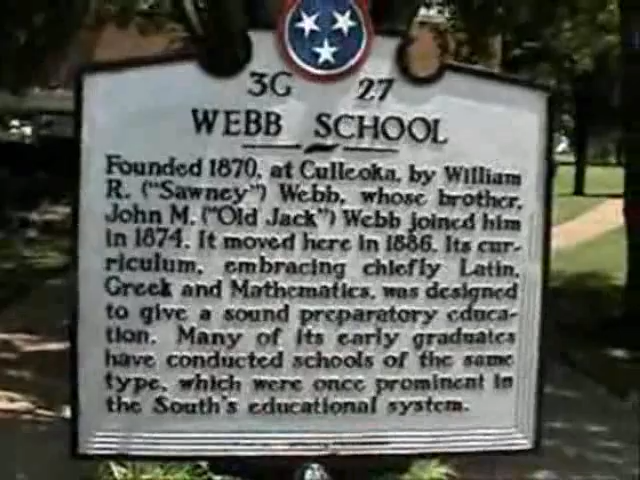 3G 27
WEBB SCHOOL
Founded 1870, at Culleoka, by William
R. ("Sawney") Webb, whose brother,
John M. ("Old Jack") Webb joined him
in 1874. It moved here in 1886. Its cur-
riculum, embracing chiefly Latin,
Greek and Mathematics, was designed
to give a sound preparatory educa-
tion. Many of its early graduates
have conducted schools of the same
type, which were once prominent in
the South's educational system.